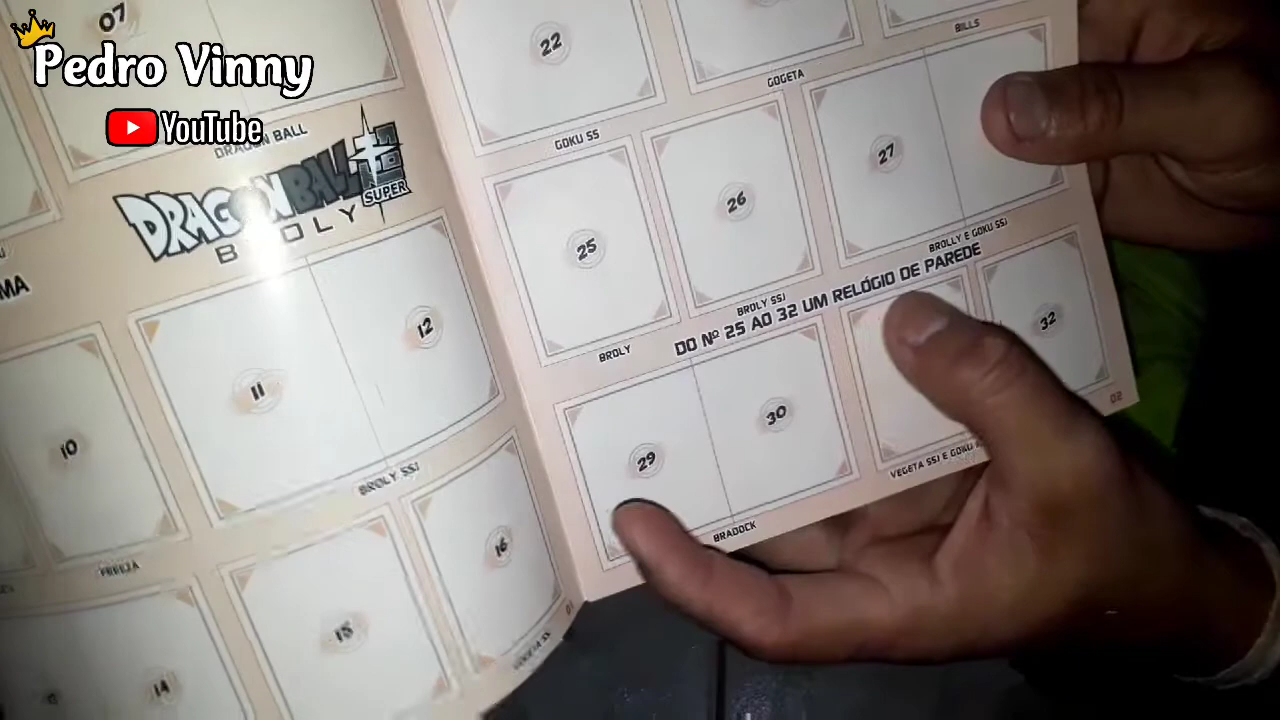 Pedro Vinny
YouTube
07
DRAGON BALL
DRAGON BALL
SUPER
BROLY
10
11
12
BROLY SSJ
14
15
16
01
22
GOKU SS
GOGETA
BILLS
25
BROLY
26
BROLY SSJ
27
BROLLY E GOKU SSJ
DO Nº 25 AO 32 UM RELÓGIO DE PAREDE
29
30
BRADOCK
VEGETA SSJ E GOKU
32
02